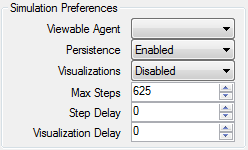 Simulation Preferences
Viewable Agent
Persistence Enabled
Visualizations Disabled
Max Steps 625
Step Delay 0
Visualization Delay 0